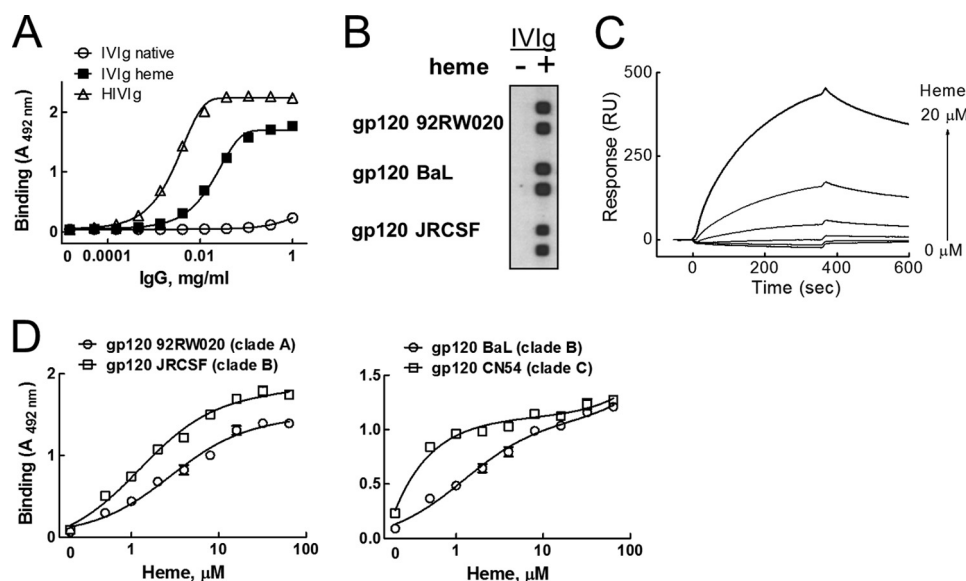 A
IVIg native
IVIg heme
HIVIg
Binding (A 492 nm)
2
1
0
0 0.0001 0.01 1
IgG, mg/ml
B
IVIg
heme - +
gp120 92RW020
gp120 BaL
gp120 JRCSF
C
Response (RU)
500
250
0
0 200 400 600
Time (sec)
Heme
20 µM
0 µM
D
gp120 92RW020 (clade A)
gp120 JRCSF (clade B)
Binding (A 492 nm)
2
1
0
0 1 10 100
Heme, µM
gp120 BaL (clade B)
gp120 CN54 (clade C)
1.5
1.0
0.5
0.0
0 1 10 100
Heme, µM